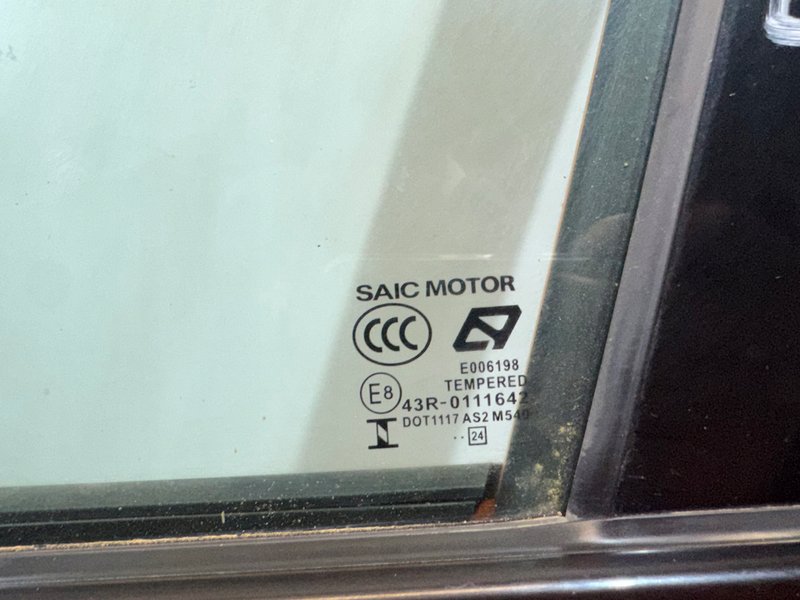 SAIC MOTOR
CCC
E006198
TEMPERED
E8
43R-0111642
DOT1117 AS2 M540
··24